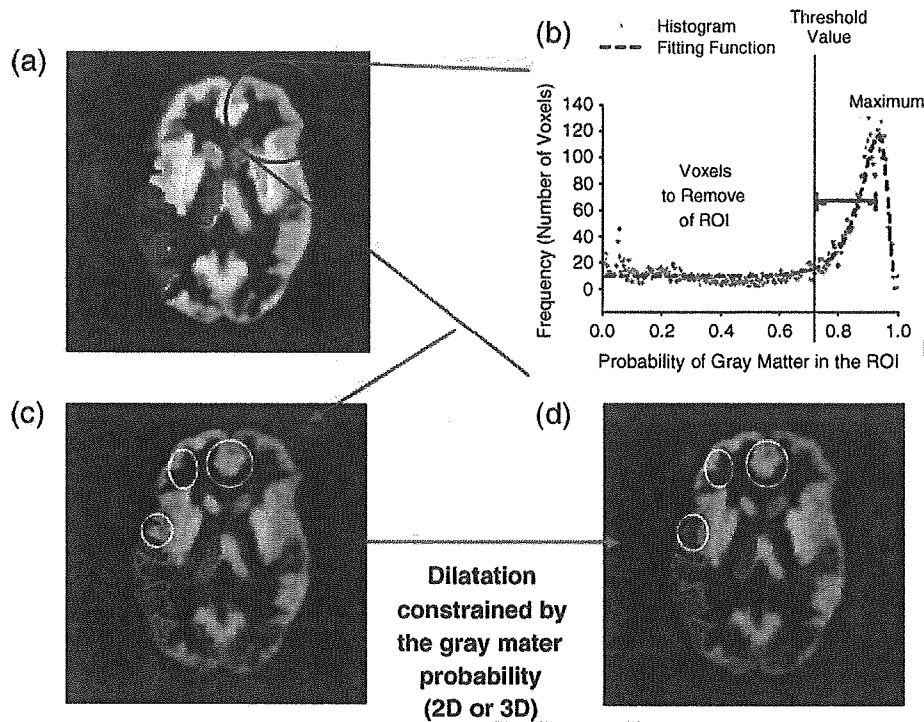 (a)
(b)
Histogram
Fitting Function
Threshold
Value
Maximum
Frequency (Number of Voxels)
140
120
100
80
60
40
20
0
Voxels
to Remove
of ROI
0.0 0.2 0.4 0.6 0.8 1.0
Probability of Gray Matter in the ROI
(c)
(d)
Dilatation
constrained by
the gray mater
probability
(2D or 3D)